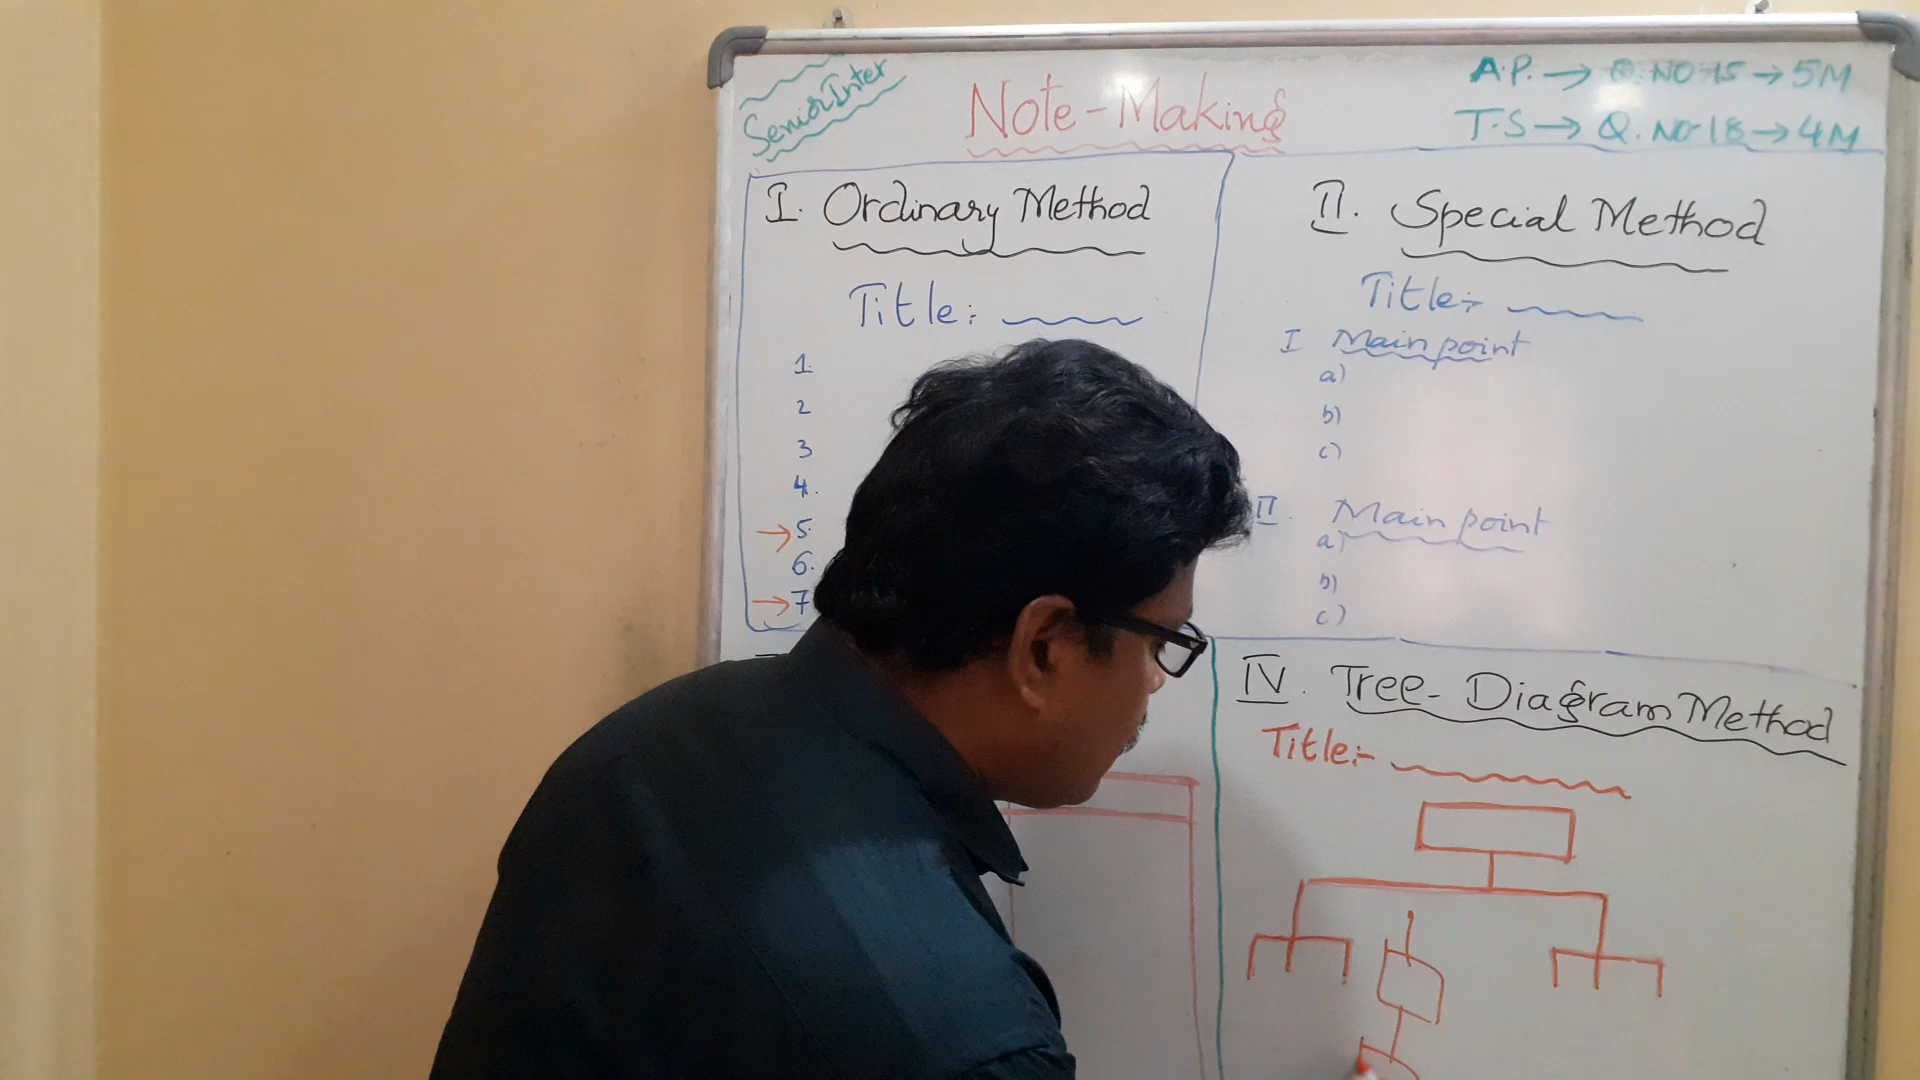 Senior Inter
Note-Making
A.P. → Q. NO 15 → 5M
T.S → Q. NO-18 → 4M
I. Ordinary Method
Title:
1.
2
3
4.
→ 5.
6.
→ 7
II. Special Method
Title:-
I Main point
a)
b)
c)
II. Main point
a)
b)
c)
IV. Tree-Diagram Method
Title:-